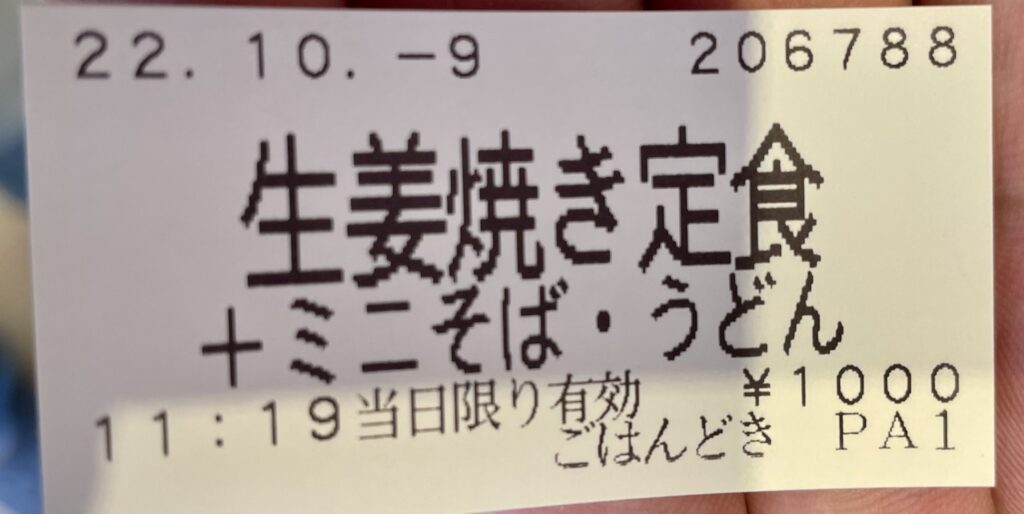 22.10.-9 206788
生姜焼き定食
+ミニそば・うどん
¥1000
11:19当日限り有効
ごはんどき PA1